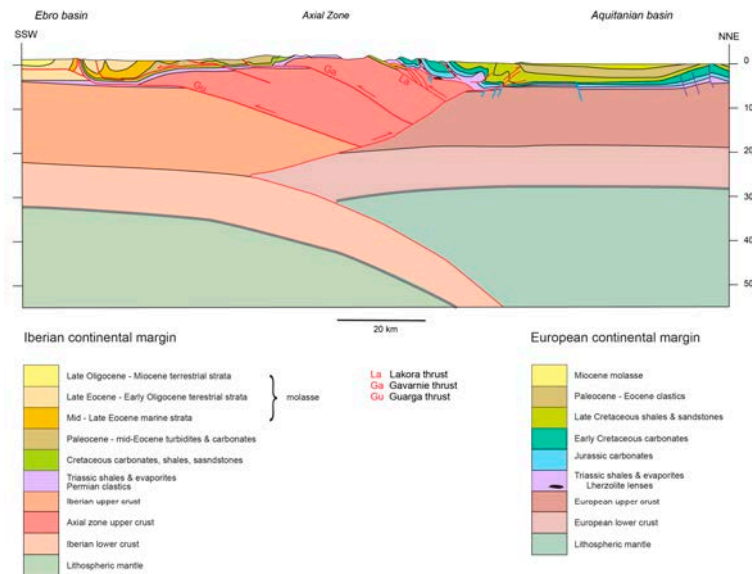 Ebro basin
Axial Zone
Aquitanian basin
SSW
NNE
0
10
20
30
40
50
Gu
Ga
La
20 km
Iberian continental margin
Late Oligocene - Miocene terrestrial strata
Late Eocene - Early Oligocene terrestrial strata
Mid - Late Eocene marine strata
molasse
Paleocene - mid-Eocene turbidites & carbonates
Cretaceous carbonates, shales, sasndstones
Triassic shales & evaporites
Permian clastics
Iberian upper crust
Axial zone upper crust
Iberian lower crust
Lithospheric mantle
La Lakora thrust
Ga Gavarnie thrust
Gu Guarga thrust
European continental margin
Miocene molasse
Paleocene - Eocene clastics
Late Cretaceous shales & sandstones
Early Cretaceous carbonates
Jurassic carbonates
Triassic shales & evaporites
Lherzolite lenses
European upper crust
European lower crust
Lithospheric mantle